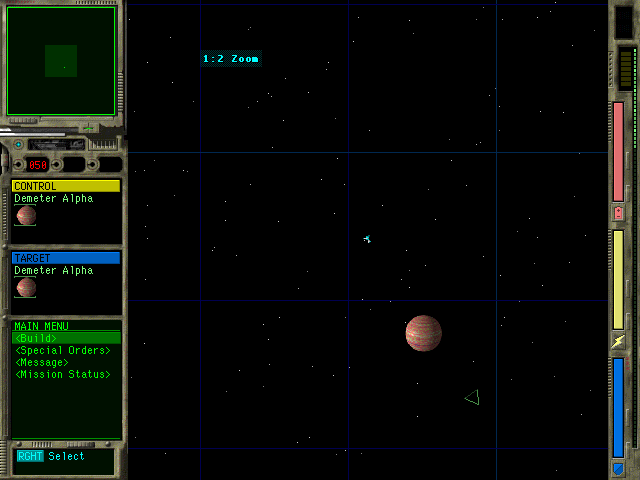 1:2 Zoom
050
CONTROL
Demeter Alpha
TARGET
Demeter Alpha
MAIN MENU
<Build>
<Special Orders>
<Message>
<Mission Status>
RGHT Select